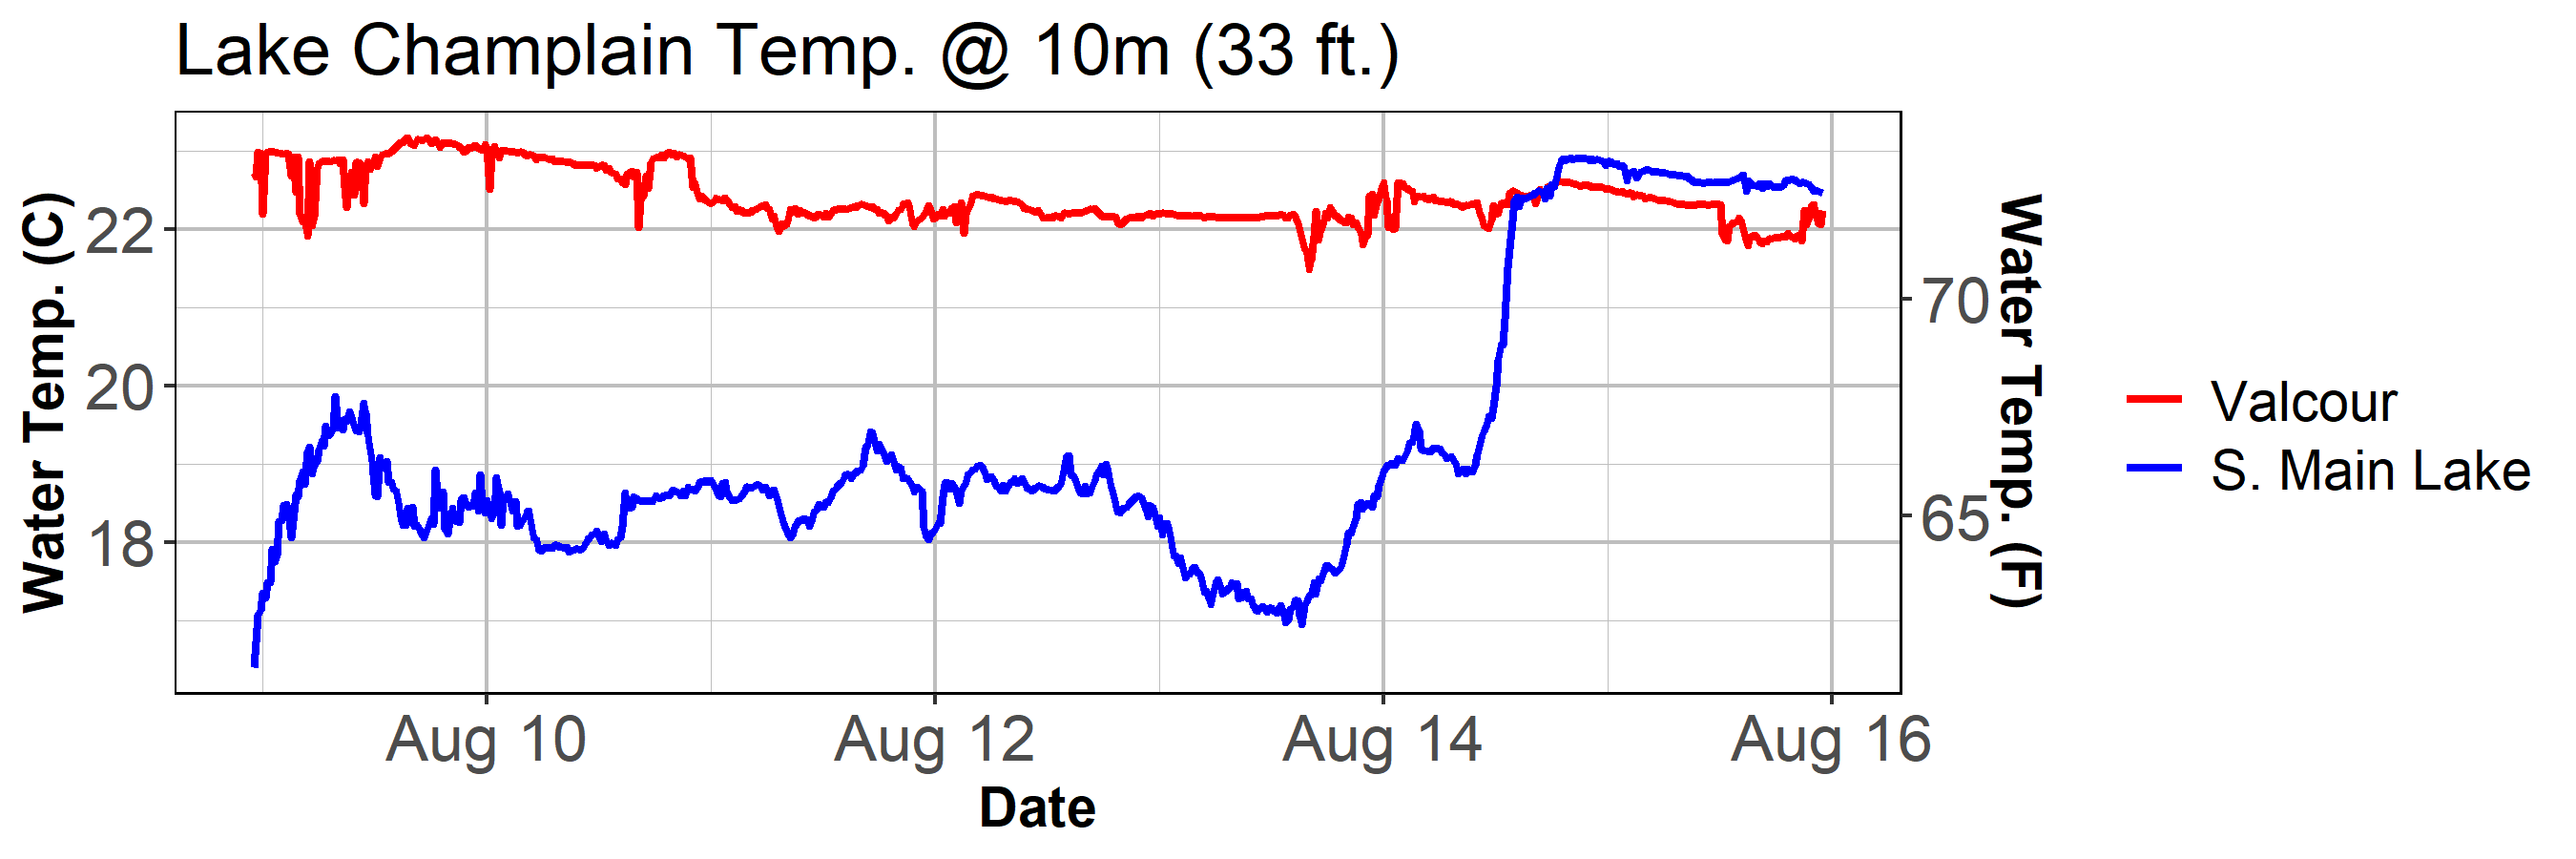 Lake Champlain Temp. @ 10m (33 ft.)
Water Temp. (C)
22
20
18
70
65
Water Temp. (F)
Aug 10
Aug 12
Aug 14
Aug 16
Date
Valcour
S. Main Lake